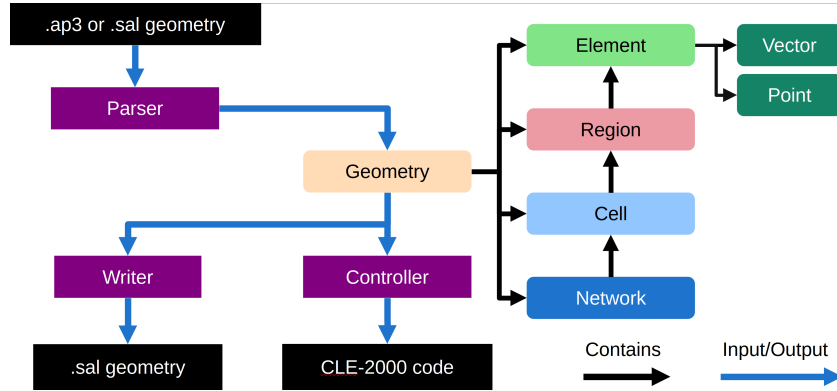 .ap3 or .sal geometry
Element
Vector
Parser
Point
Region
Geometry
Cell
Writer
Controller
Network
.sal geometry
CLE-2000 code
Contains
Input/Output